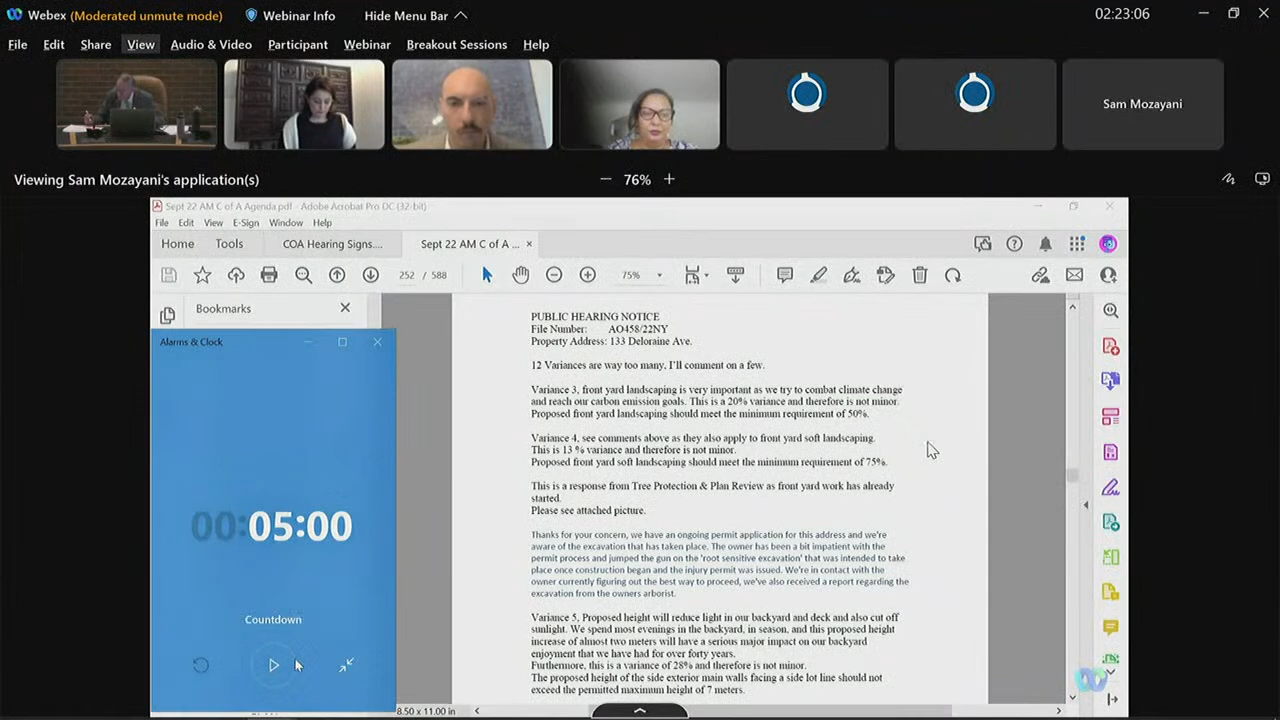 Webex (Moderated unmute mode) Webinar Info Hide Menu Bar 02:23:06
File Edit Share View Audio & Video Participant Webinar Breakout Sessions Help
Sam Mozayani
Viewing Sam Mozayani's application(s) 76%
Sept 22 AM C of A Agenda.pdf - Adobe Acrobat Pro DC (32-bit)
File Edit View E-Sign Window Help
Home Tools COA Hearing Signs.... Sept 22 AM C of A ... ×
252 / 588 75%
Bookmarks
Alarms & Clock
00:05:00
Countdown
PUBLIC HEARING NOTICE
File Number: AO458/22NY
Property Address: 133 Deloraine Ave.
12 Variances are way too many, I'll comment on a few.
Variance 3, front yard landscaping is very important as we try to combat climate change
and reach our carbon emission goals. This is a 20% variance and therefore is not minor.
Proposed front yard landscaping should meet the minimum requirement of 50%.
Variance 4, see comments above as they also apply to front yard soft landscaping.
This is 13 % variance and therefore is not minor.
Proposed front yard soft landscaping should meet the minimum requirement of 75%.
This is a response from Tree Protection & Plan Review as front yard work has already
started.
Please see attached picture.
Thanks for your concern, we have an ongoing permit application for this address and we're
aware of the excavation that has taken place. The owner has been a bit impatient with the
permit process and jumped the gun on the 'root sensitive excavation' that was intended to take
place once construction began and the injury permit was issued. We're in contact with the
owner currently figuring out the best way to proceed, we've also received a report regarding the
excavation from the owners arborist.
Variance 5, Proposed height will reduce light in our backyard and deck and also cut off
sunlight. We spend most evenings in the backyard, in season, and this proposed height
increase of almost two meters will have a serious major impact on our backyard
enjoyment that we have had for over forty years.
Furthermore, this is a variance of 28% and therefore is not minor.
The proposed height of the side exterior main walls facing a side lot line should not
exceed the permitted maximum height of 7 meters.
8.50 x 11.00 in